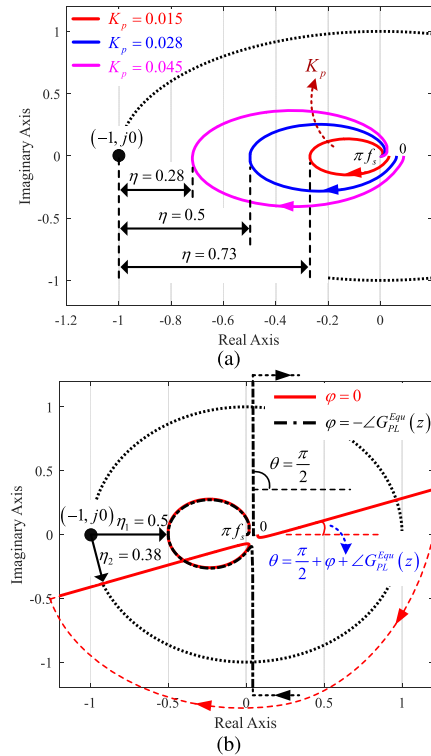 K_p = 0.015
K_p = 0.028
K_p = 0.045
K_p
(-1, j0)
πf_s
0
η = 0.28
η = 0.5
η = 0.73
Imaginary Axis
1
0.5
0
-0.5
-1
-1.2 -1 -0.8 -0.6 -0.4 -0.2 0
Real Axis
(a)
φ = 0
φ = -∠G_{PL}^{Equ}(z)
θ = π/2
(-1, j0)
η_1 = 0.5
πf_s
0
η_2 = 0.38
θ = π/2 + φ + ∠G_{PL}^{Equ}(z)
Imaginary Axis
1
0.5
0
-0.5
-1
-1 -0.5 0 0.5 1
Real Axis
(b)